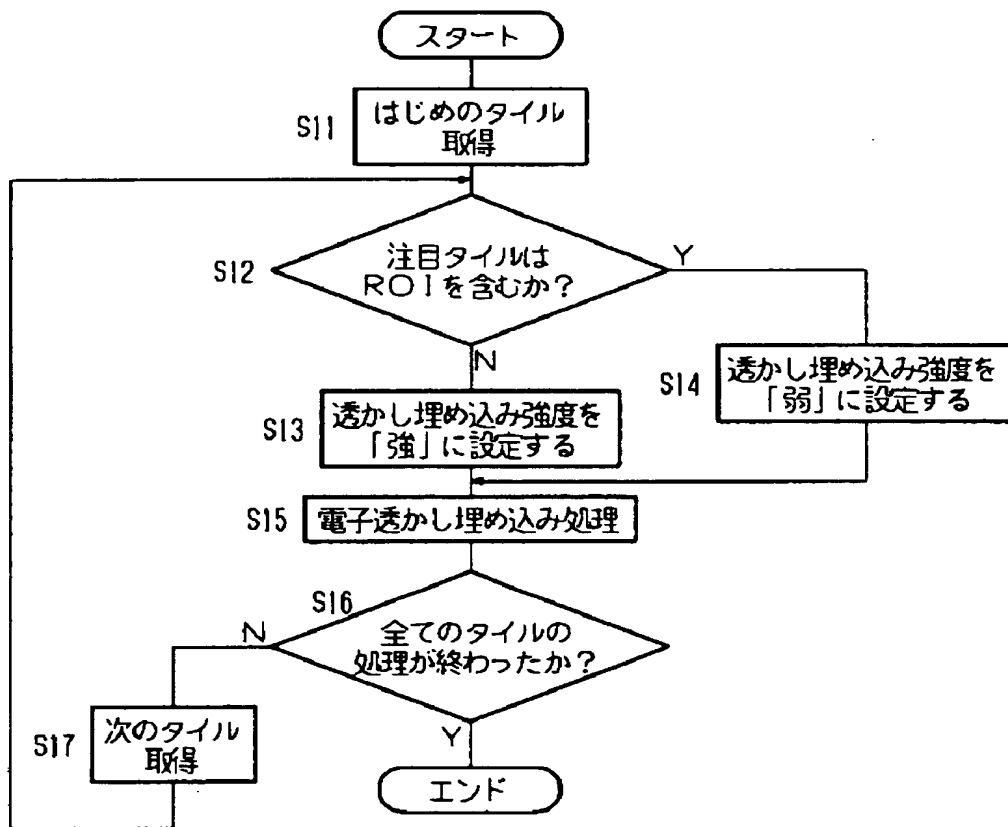 スタート
S11
はじめのタイル
取得
S12
注目タイルは
ROIを含むか？
Y
N
S13
透かし埋め込み強度を
「強」に設定する
S14
透かし埋め込み強度を
「弱」に設定する
S15
電子透かし埋め込み処理
S16
全てのタイルの
処理が終わったか？
N
Y
S17
次のタイル
取得
エンド